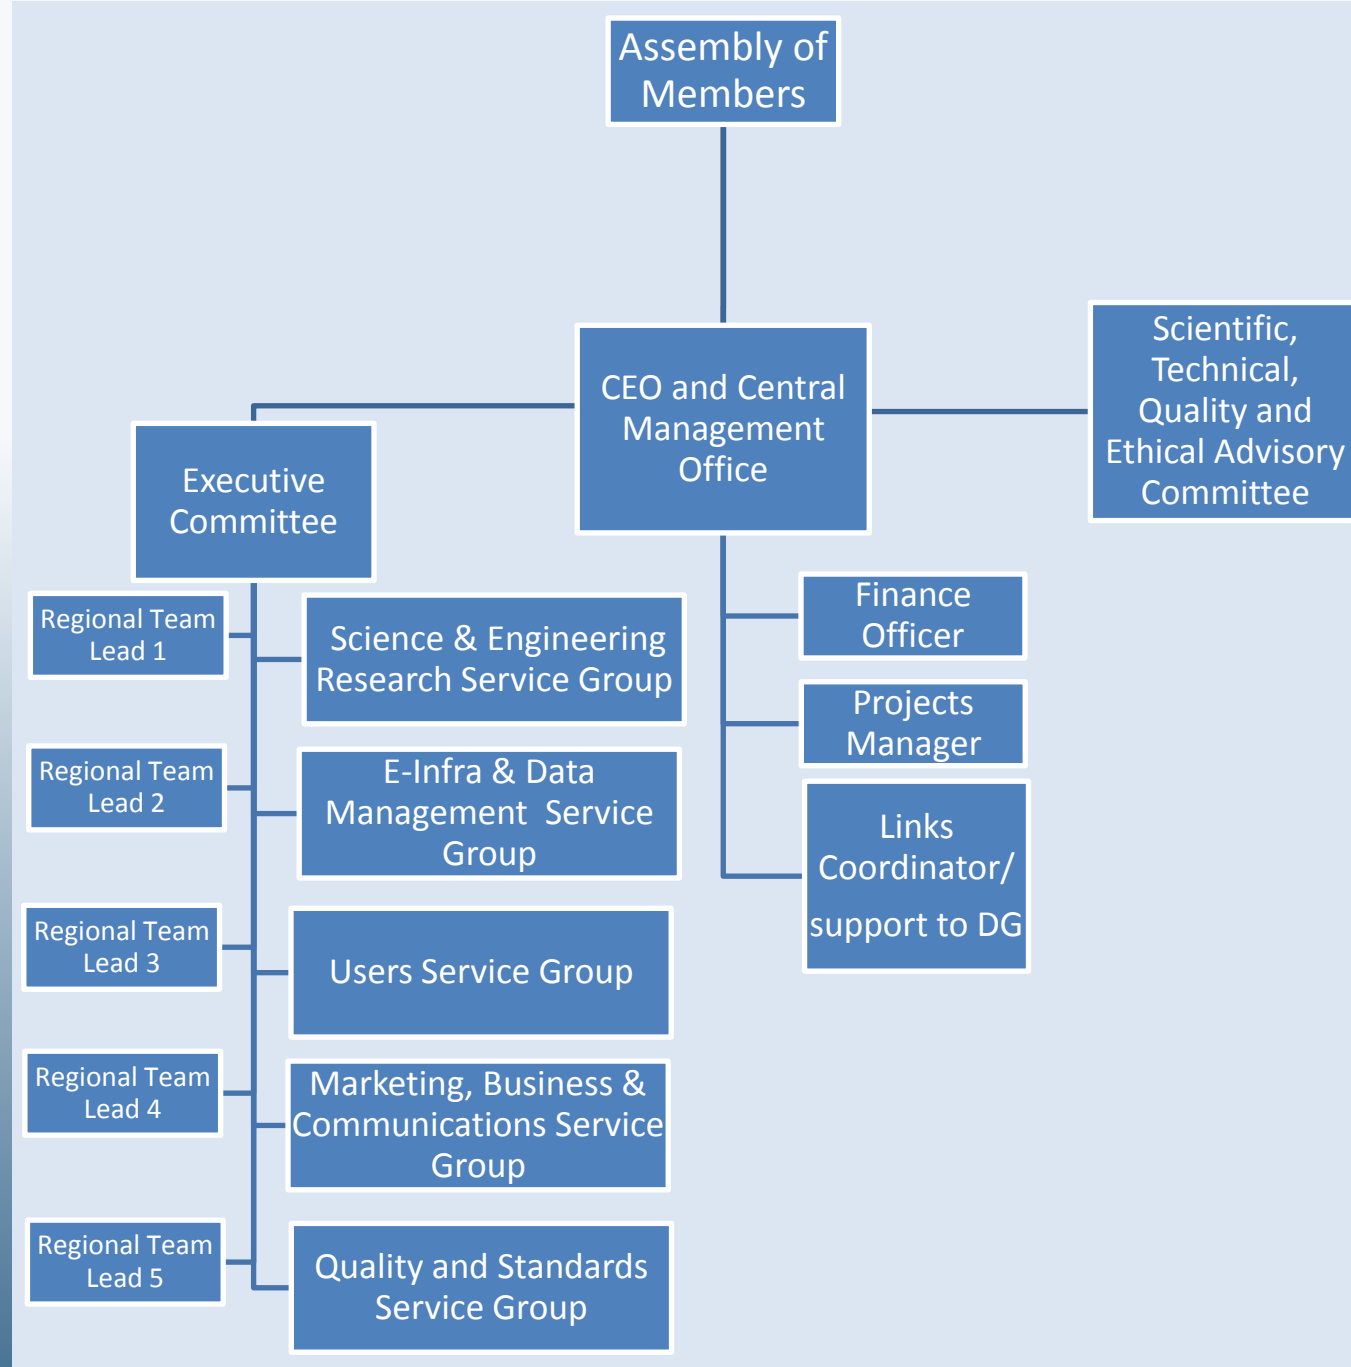 Assembly of
Members
CEO and Central
Management
Office
Scientific,
Technical,
Quality and
Ethical Advisory
Committee
Executive
Committee
Finance
Officer
Projects
Manager
Links
Coordinator/
support to DG
Regional Team
Lead 1
Science & Engineering
Research Service Group
Regional Team
Lead 2
E-Infra & Data
Management Service
Group
Regional Team
Lead 3
Users Service Group
Regional Team
Lead 4
Marketing, Business &
Communications Service
Group
Regional Team
Lead 5
Quality and Standards
Service Group